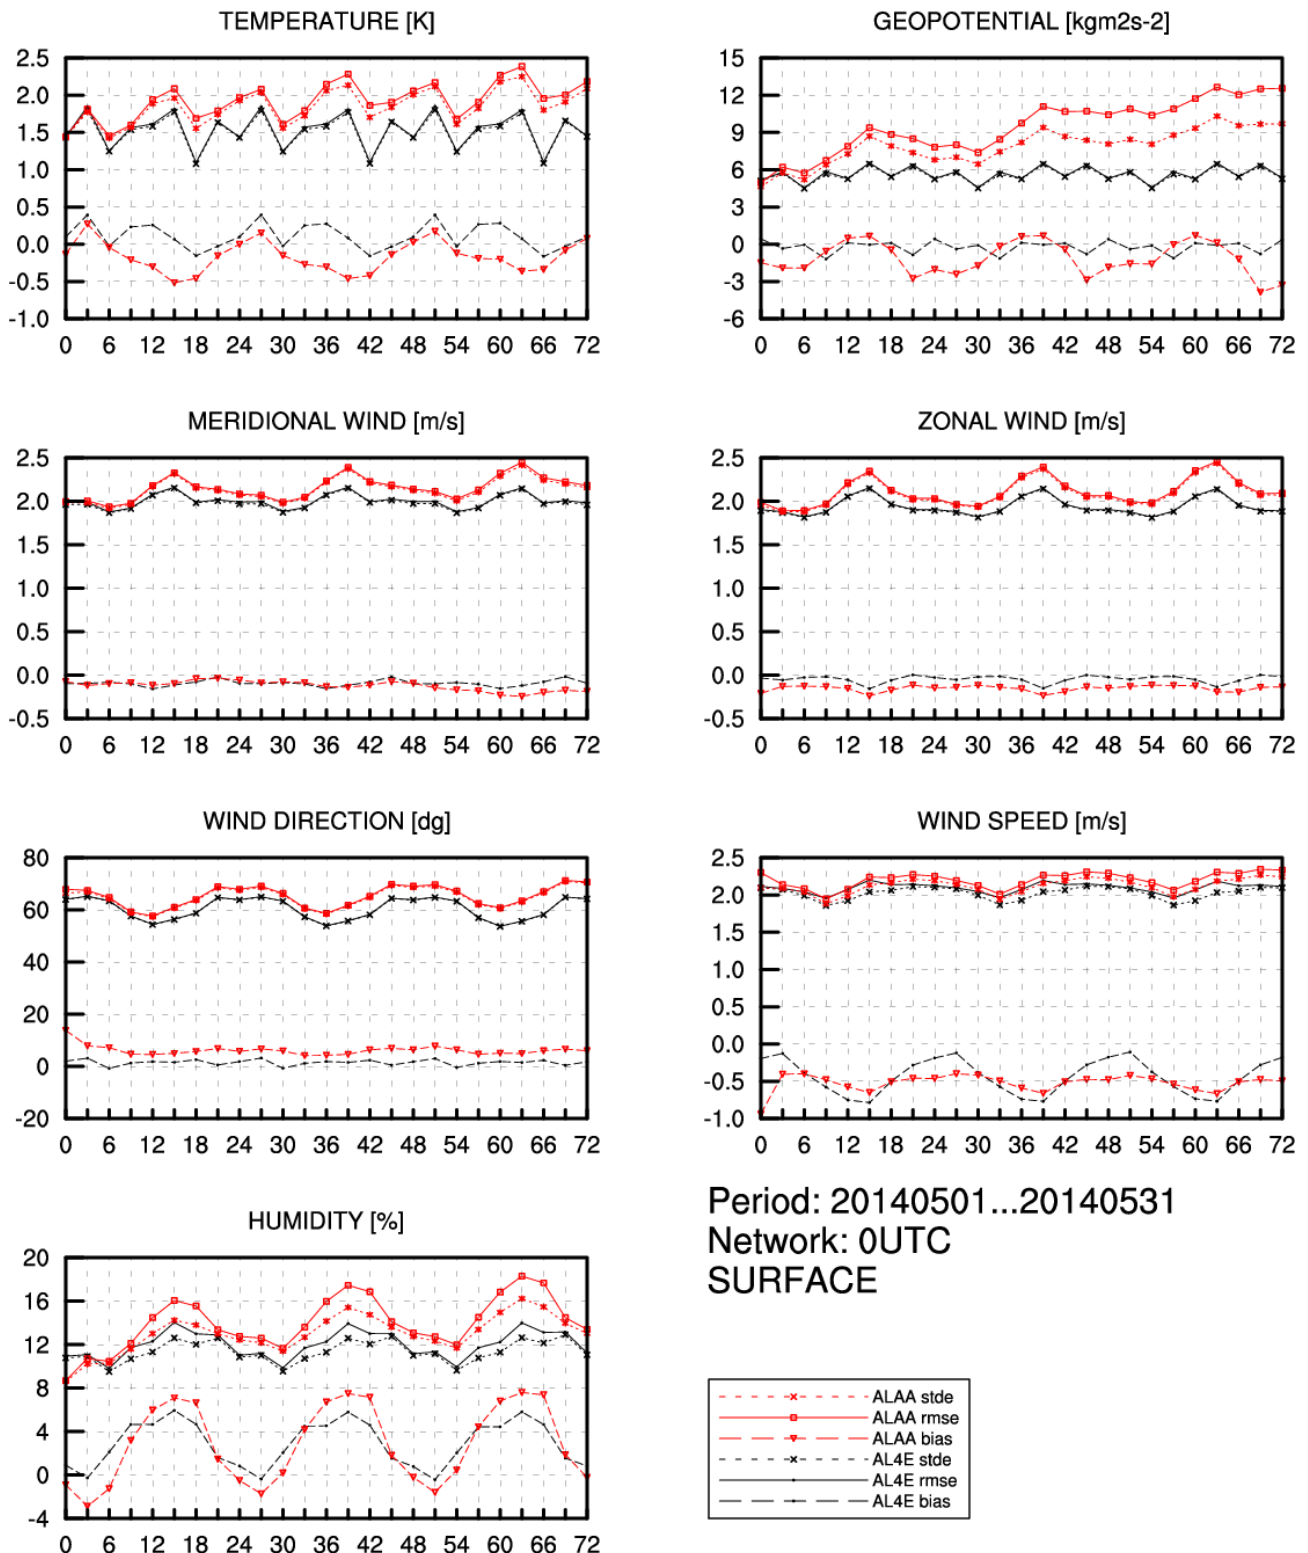 TEMPERATURE [K]
2.5
2.0
1.5
1.0
0.5
0.0
-0.5
-1.0
0 6 12 18 24 30 36 42 48 54 60 66 72
GEOPOTENTIAL [kgm2s-2]
15
12
9
6
3
0
-3
-6
0 6 12 18 24 30 36 42 48 54 60 66 72
MERIDIONAL WIND [m/s]
2.5
2.0
1.5
1.0
0.5
0.0
-0.5
0 6 12 18 24 30 36 42 48 54 60 66 72
ZONAL WIND [m/s]
2.5
2.0
1.5
1.0
0.5
0.0
-0.5
0 6 12 18 24 30 36 42 48 54 60 66 72
WIND DIRECTION [dg]
80
60
40
20
0
-20
0 6 12 18 24 30 36 42 48 54 60 66 72
WIND SPEED [m/s]
2.5
2.0
1.5
1.0
0.5
0.0
-0.5
-1.0
0 6 12 18 24 30 36 42 48 54 60 66 72
HUMIDITY [%]
20
16
12
8
4
0
-4
0 6 12 18 24 30 36 42 48 54 60 66 72
Period: 20140501...20140531
Network: 0UTC
SURFACE
ALAA stde
ALAA rmse
ALAA bias
AL4E stde
AL4E rmse
AL4E bias